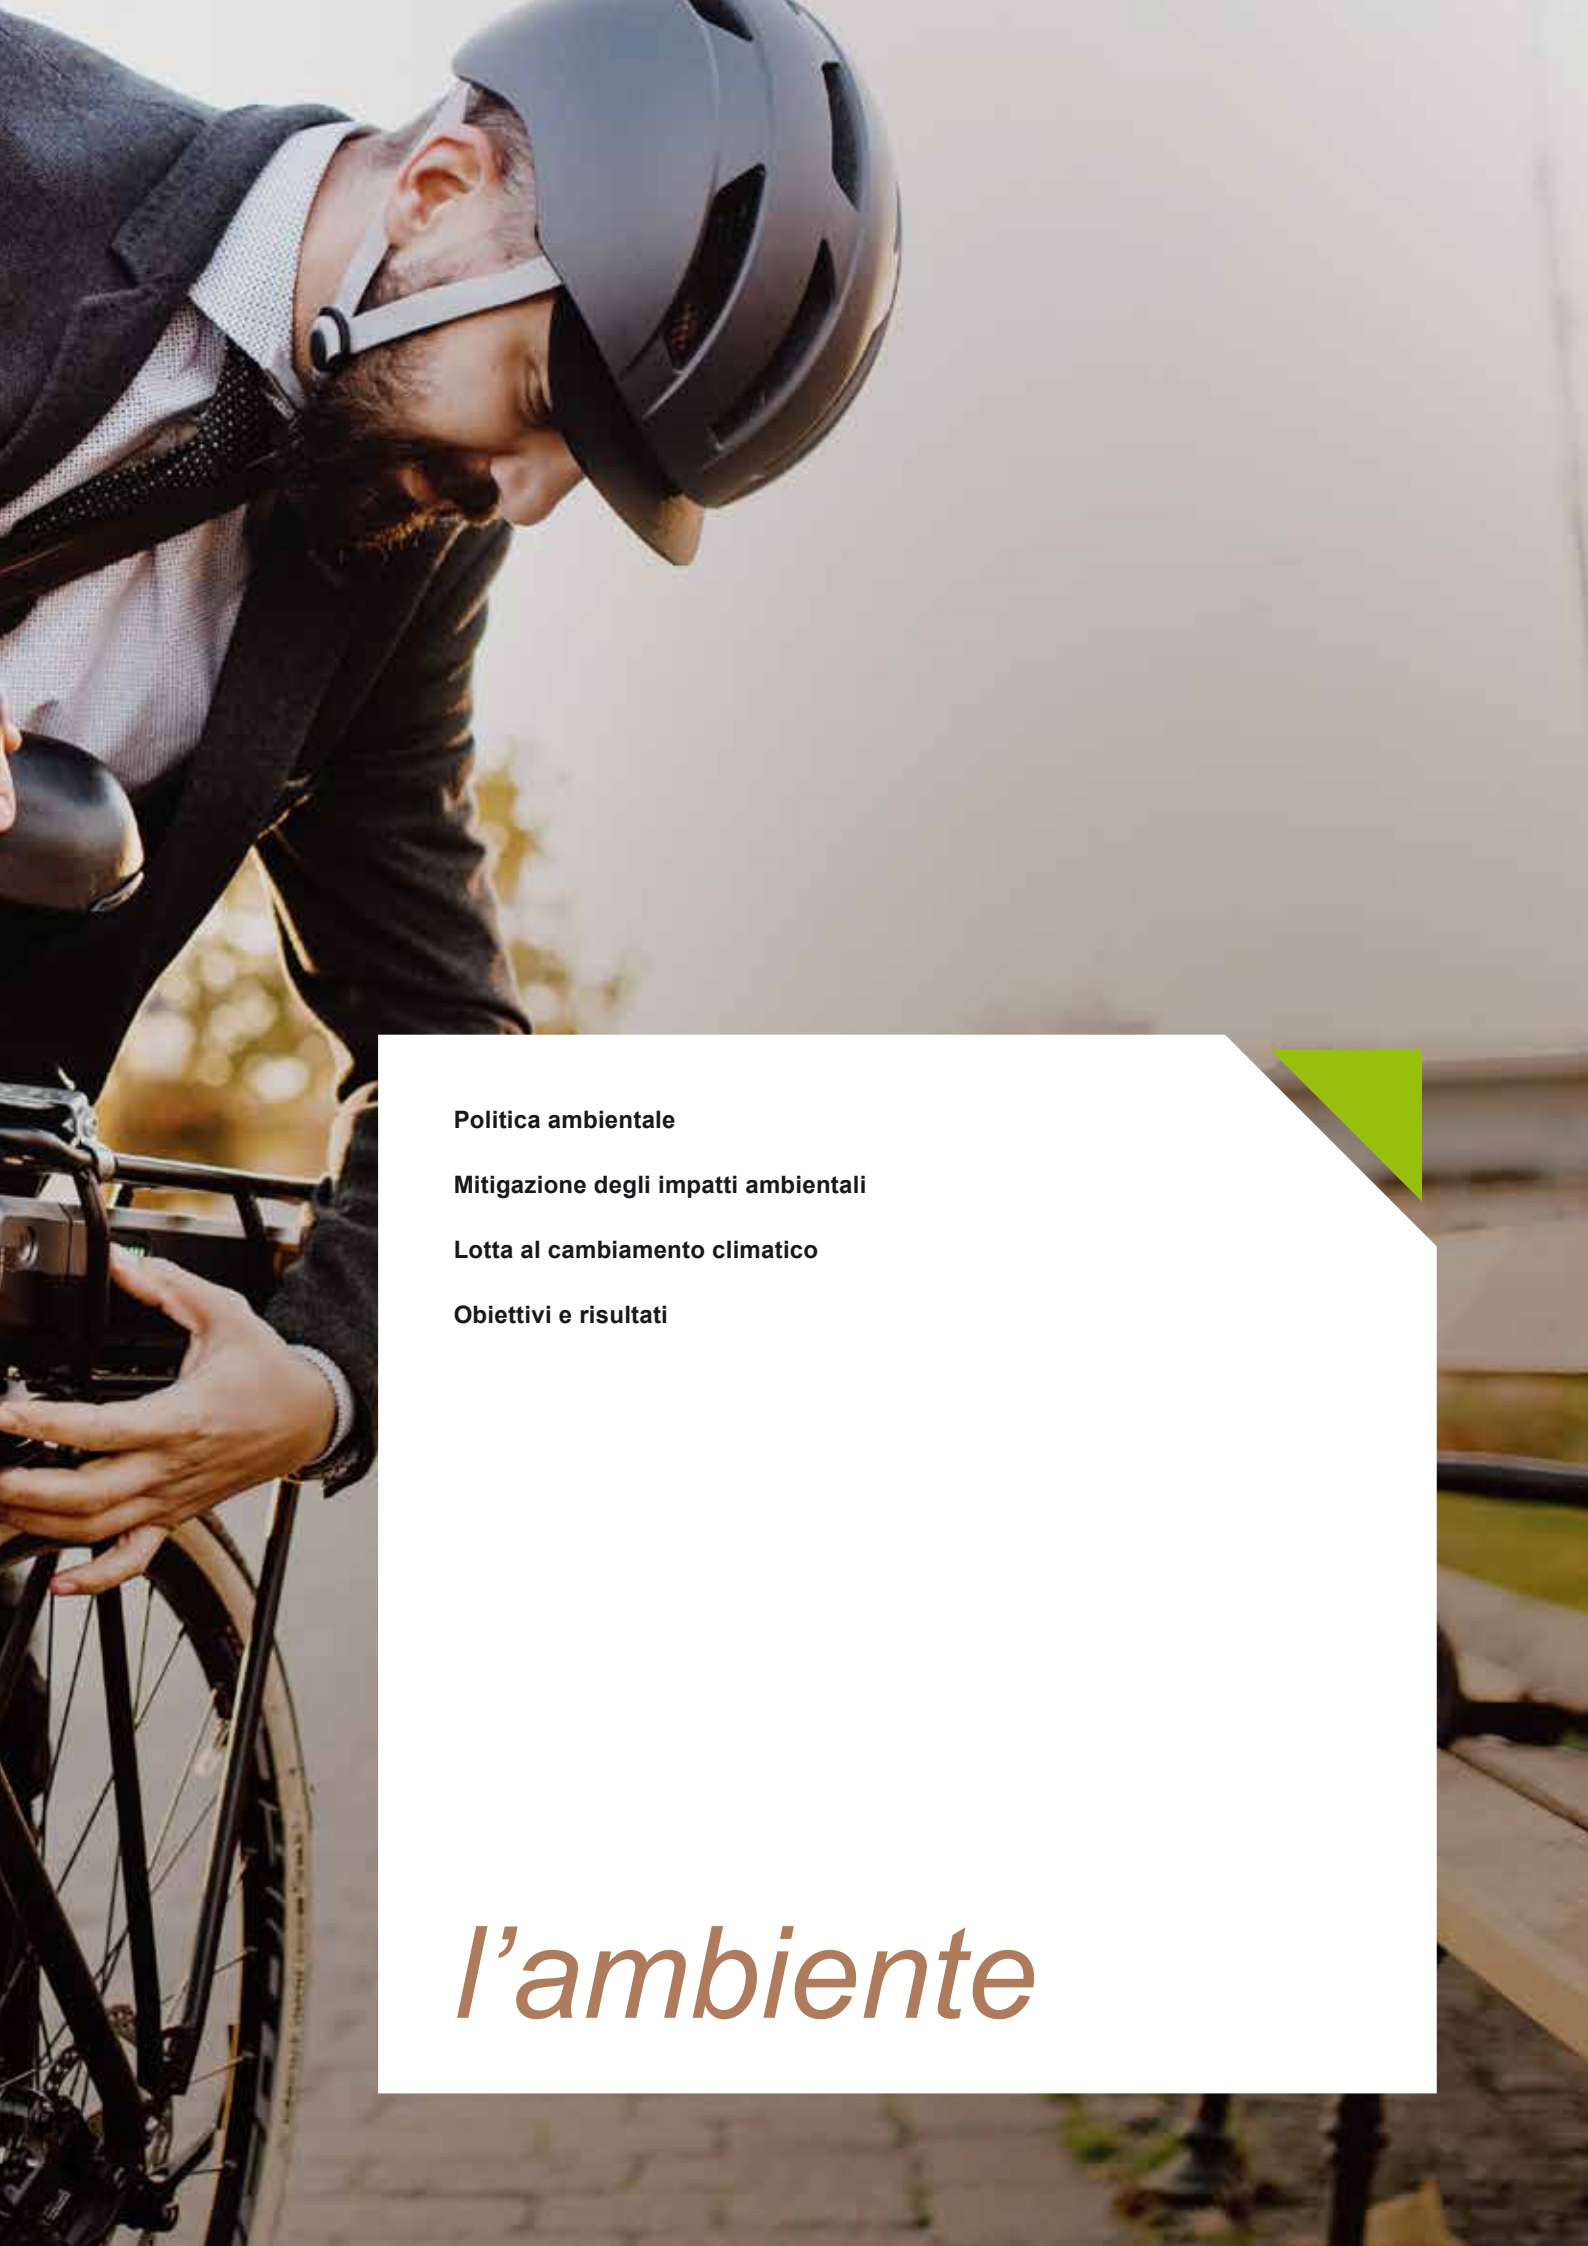 Politica ambientale
Mitigazione degli impatti ambientali
Lotta al cambiamento climatico
Obiettivi e risultati
l’ambiente